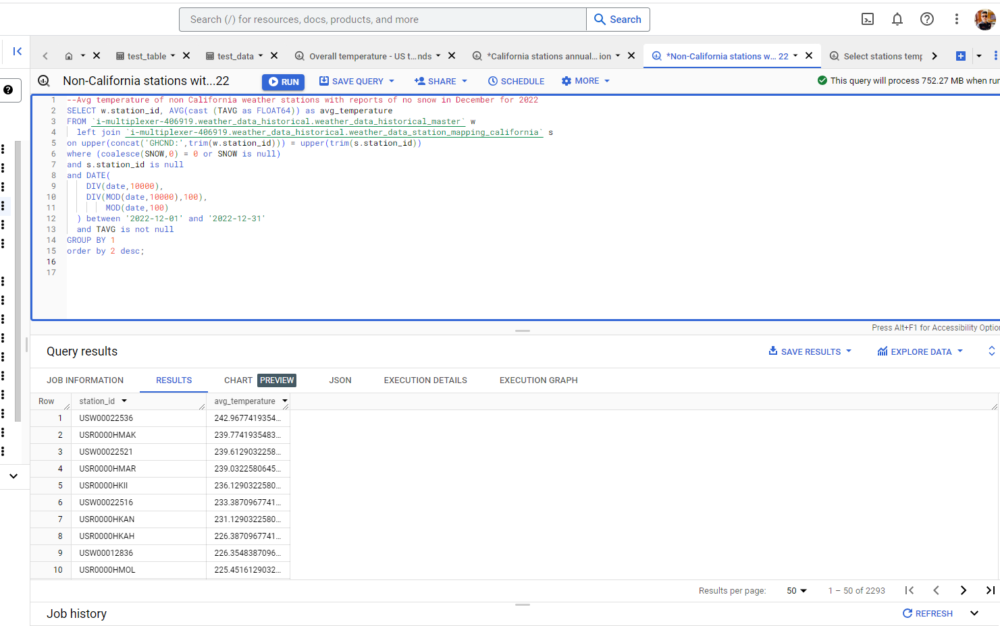 Search (/) for resources, docs, products, and more
Search
test_table
test_data
Overall temperature - US t...nds
*California stations annual... ion
*Non-California stations w... 22
Select stations temp
Non-California stations wit...22
RUN
SAVE QUERY
SHARE
SCHEDULE
MORE
This query will process 752.27 MB when run
1 --Avg temperature of non California weather stations with reports of no snow in December for 2022
2 SELECT w.station_id, AVG(cast (TAVG as FLOAT64)) as avg_temperature
3 FROM `i-multiplexer-406919.weather_data_historical.weather_data_historical_master` w
4 left join `i-multiplexer-406919.weather_data_historical.weather_data_station_mapping_california` s
5 on upper(concat('GHCND:',trim(w.station_id))) = upper(trim(s.station_id))
6 where (coalesce(SNOW,0) = 0 or SNOW is null)
7 and s.station_id is null
8 and DATE(
9 DIV(date,10000),
10 DIV(MOD(date,10000),100),
11 MOD(date,100)
12 ) between '2022-12-01' and '2022-12-31'
13 and TAVG is not null
14 GROUP BY 1
15 order by 2 desc;
16
17
Press Alt+F1 for Accessibility Option
Query results
SAVE RESULTS
EXPLORE DATA
JOB INFORMATION
RESULTS
CHART PREVIEW
JSON
EXECUTION DETAILS
EXECUTION GRAPH
Row station_id avg_temperature
1 USW00022536 242.9677419354...
2 USR0000HMAK 239.7741935483...
3 USW00022521 239.6129032258...
4 USR0000HMAR 239.0322580645...
5 USR0000HKII 236.1290322580...
6 USW00022516 233.3870967741...
7 USR0000HKAN 231.1290322580...
8 USR0000HKAH 226.3870967741...
9 USW00012836 226.3548387096...
10 USR0000HMOL 225.4516129032...
Results per page: 50 1 – 50 of 2293
Job history
REFRESH